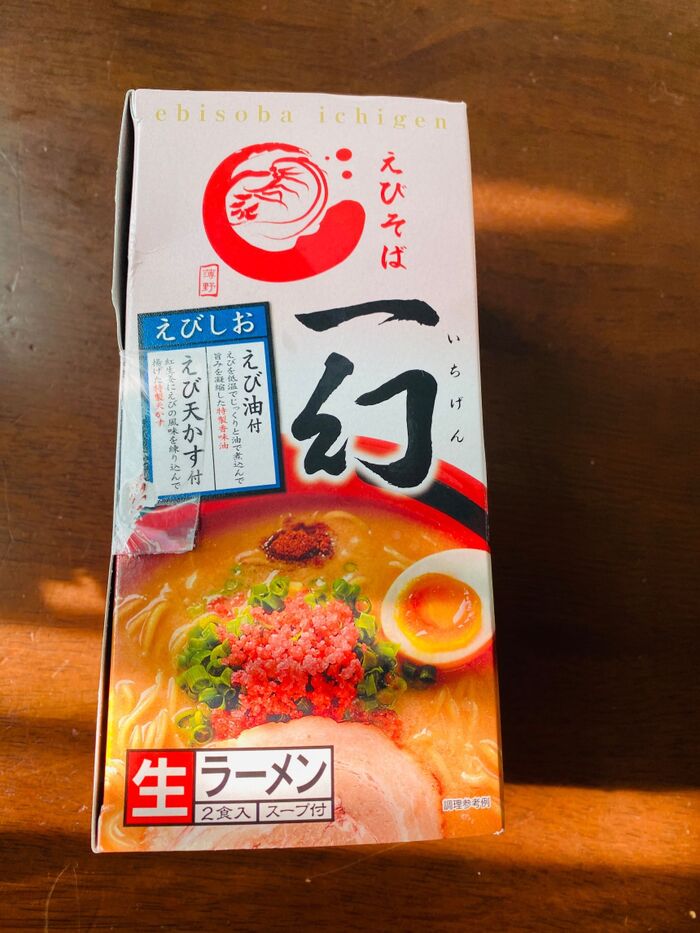 ebisoba ichigen
えびそば
薄野
一幻
いちげん
えびしお
えび油付
えびを低温でじっくりと油で煮込んで
旨みを凝縮した特製香味油
えび天かす付
紅生姜にえびの風味を練り込んで
揚げた特製天かす
生
ラーメン
2食入
スープ付
調理参考例